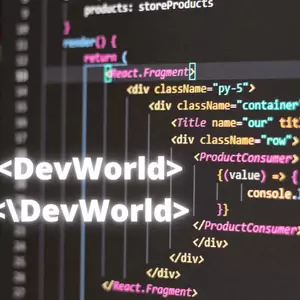 products: storeProducts
}
render() {
return (
<React.Fragment>
<div className="py-5">
<div className="container
<Title name="our" tit
<div className="row">
<ProductConsumer>
{(value) => {
console.l
}}
</ProductConsumer>
</div>
</div>
</div>
</React.Fragment>
<DevWorld>
<\DevWorld>